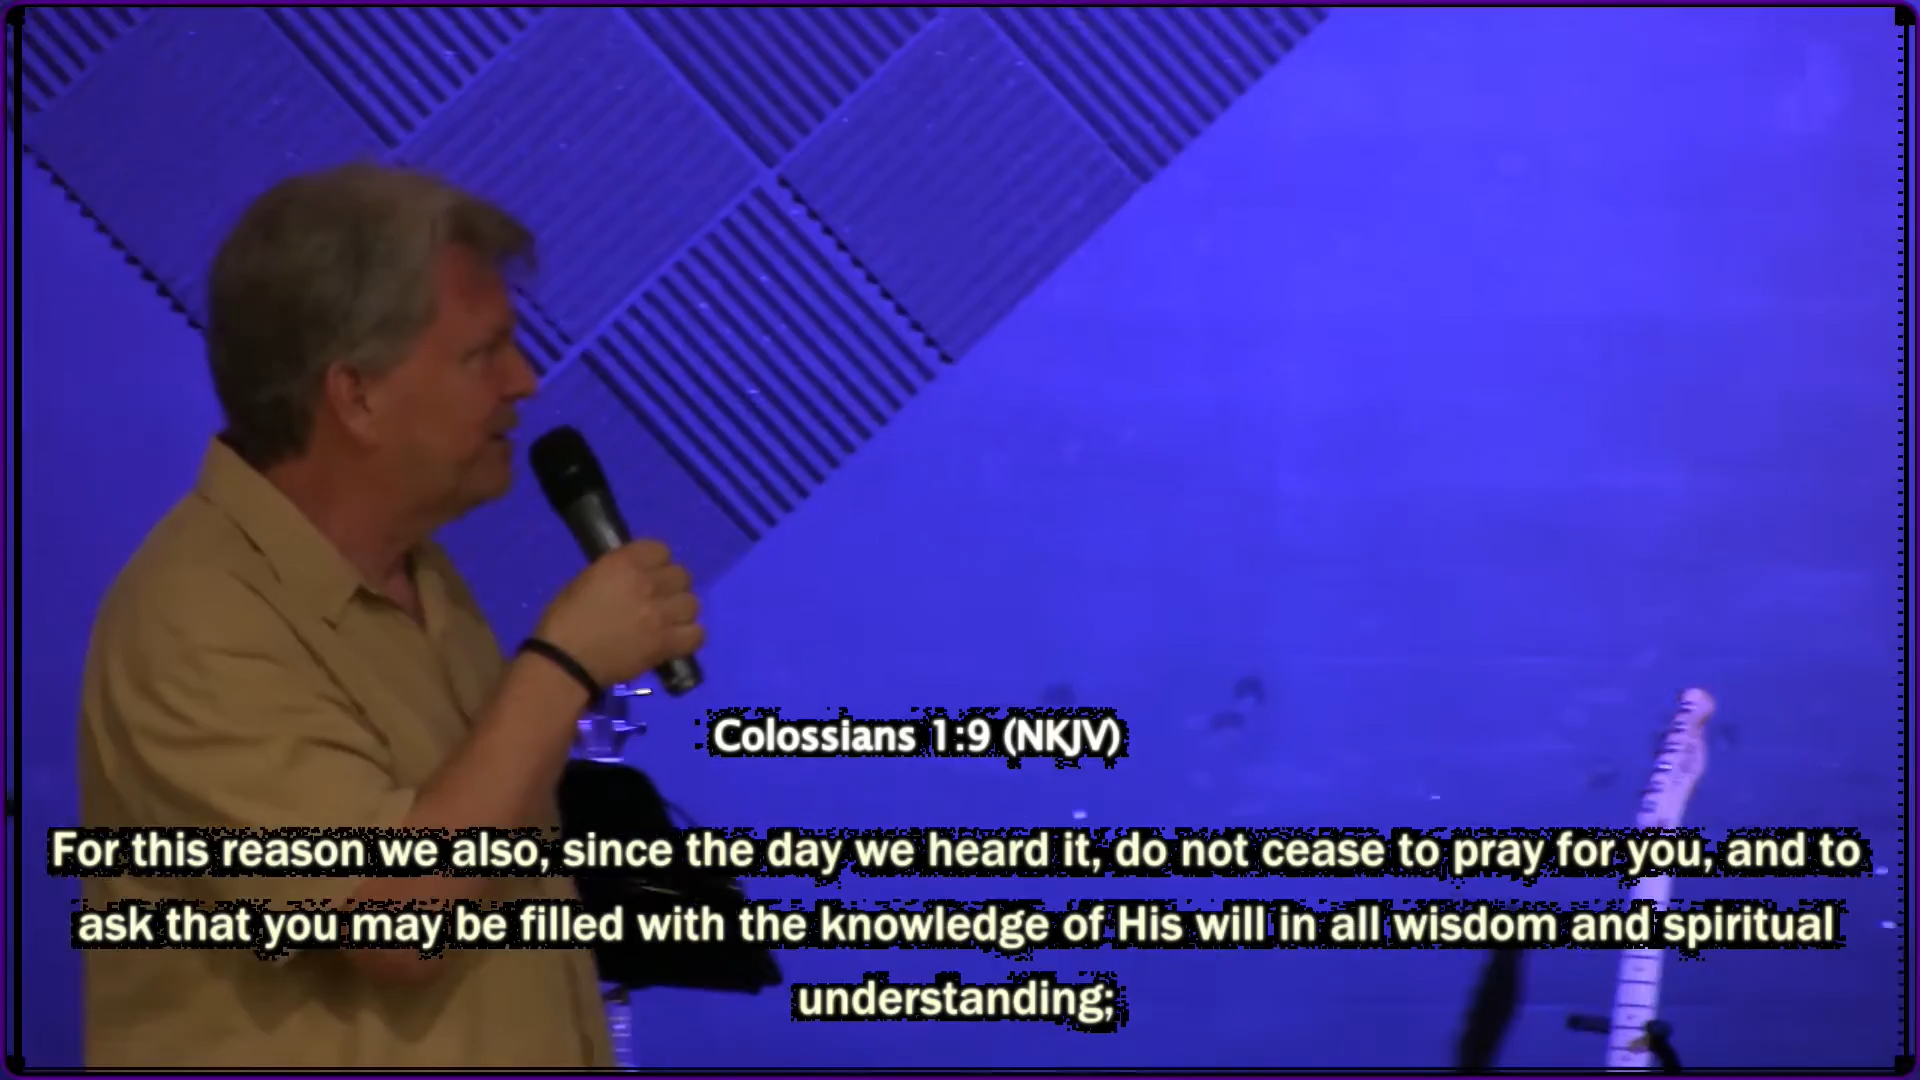 Colossians 1:9 (NKJV)
For this reason we also, since the day we heard it, do not cease to pray for you, and to
ask that you may be filled with the knowledge of His will in all wisdom and spiritual
understanding;